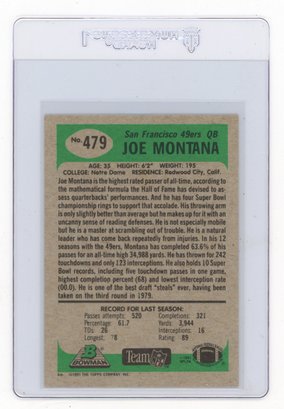 No. 479
San Francisco 49ers QB
JOE MONTANA
AGE: 35 HEIGHT: 6'2" WEIGHT: 195
COLLEGE: Notre Dame RESIDENCE: Redwood City, Calif.
Joe Montana is the highest rated passer of all-time, according to
the mathematical formula the Hall of Fame has devised to assess
quarterbacks' performances. And he has four Super Bowl
championship rings to support that accolade. His throwing arm
is only slightly better than average but he makes up for it with an
uncanny sense of reading defenses. He is not especially mobile
but he is a master at scrambling out of trouble. He is a natural
leader who has come back repeatedly from injuries. In his 12
seasons with the 49ers, Montana has completed 63.6% of his
passes for an all-time high 34,988 yards. He has thrown for 242
touchdowns and only 123 interceptions. He also holds 10 Super
Bowl records, including five passes completions in one game,
highest completion percent (68) and lowest interception rate
(00.0). He is one of the best draft "steals" ever, having been
taken on the third round in 1979.
RECORD FOR LAST SEASON:
Passes attempts: 520 Completions: 321
Percentage: 61.7 Yards: 3,944
TDs 26 Interceptions 16
Longest: 78 Rating 89
B
BOWMAN
Team
NFL